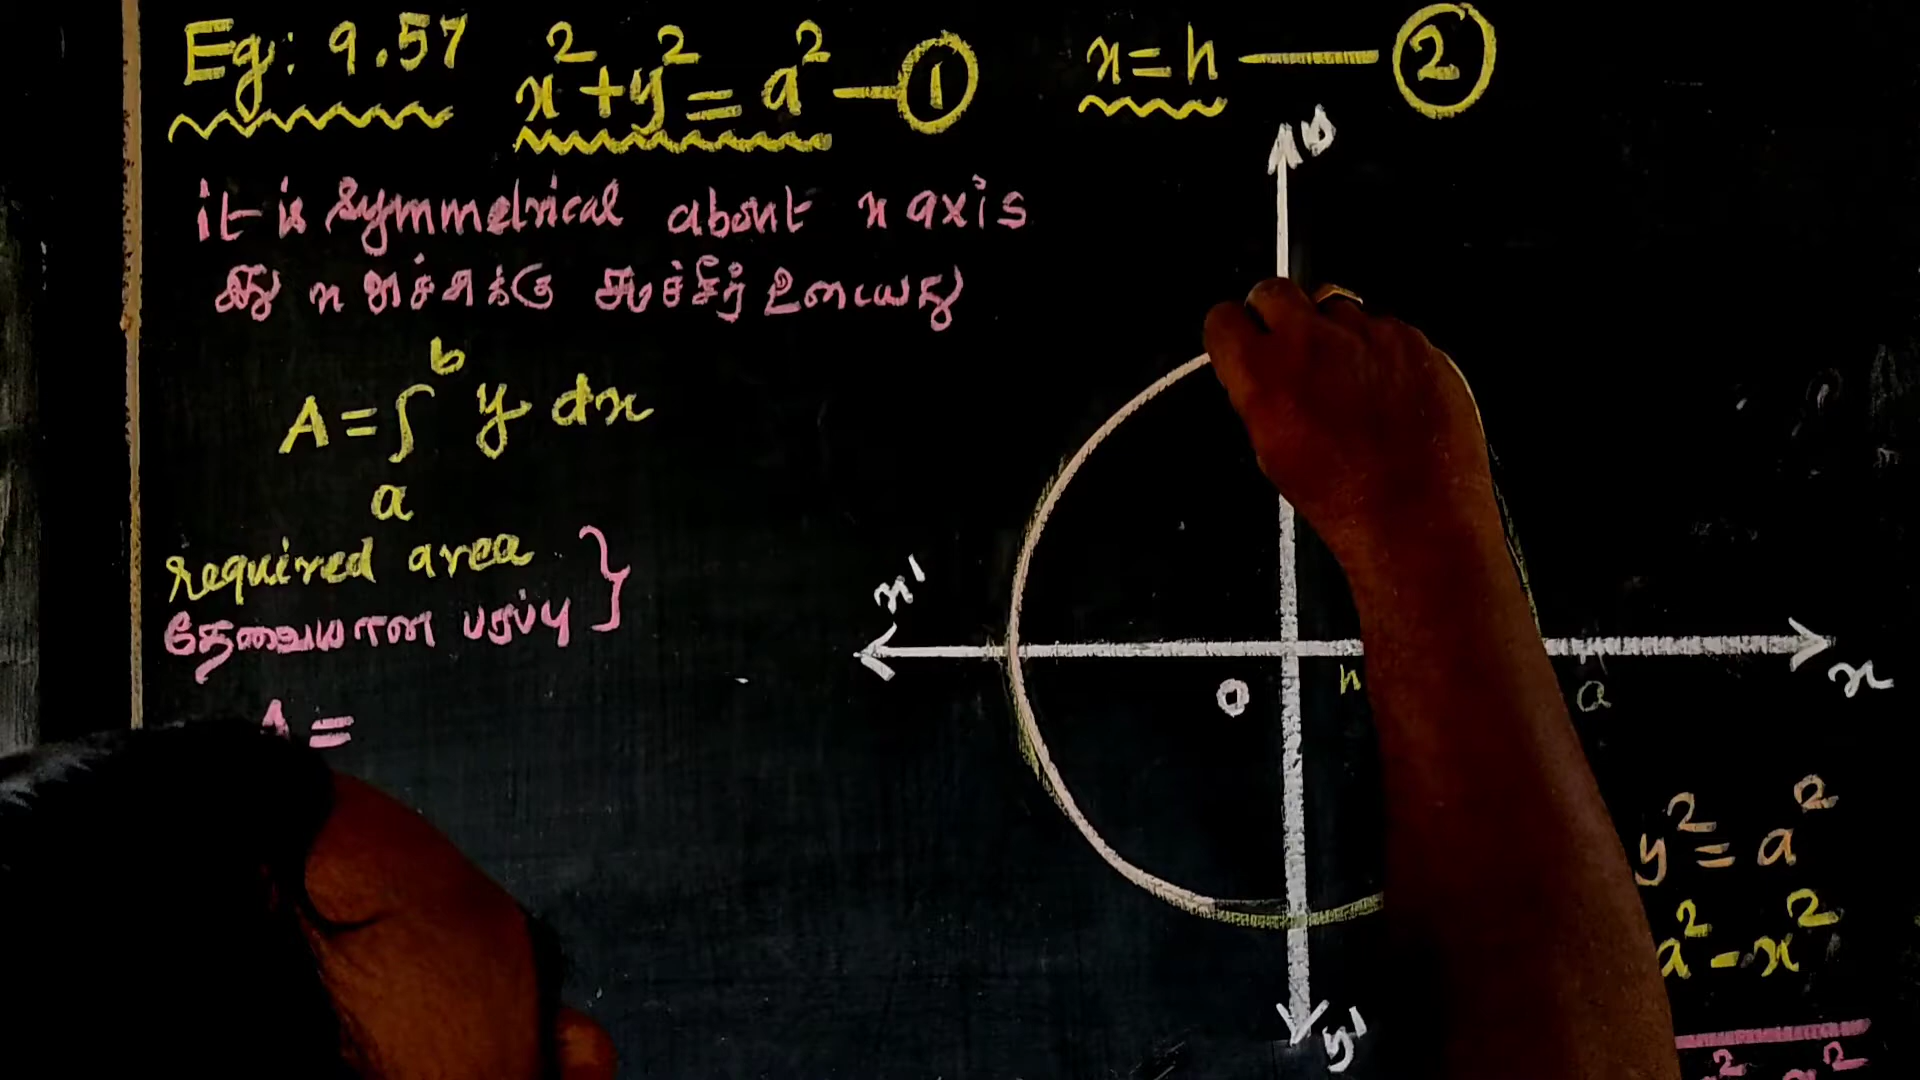 Eg: 9.57 x²+y²=a² —① x=h —②
it is symmetrical about x axis
இது x அச்சுக்கு சமச்சீர் உடையது
A=∫ₐᵇ y dx
required area }
தேவையான பரப்பு
A =
y
x'
O h a x
y²=a²
a²-x²
y'